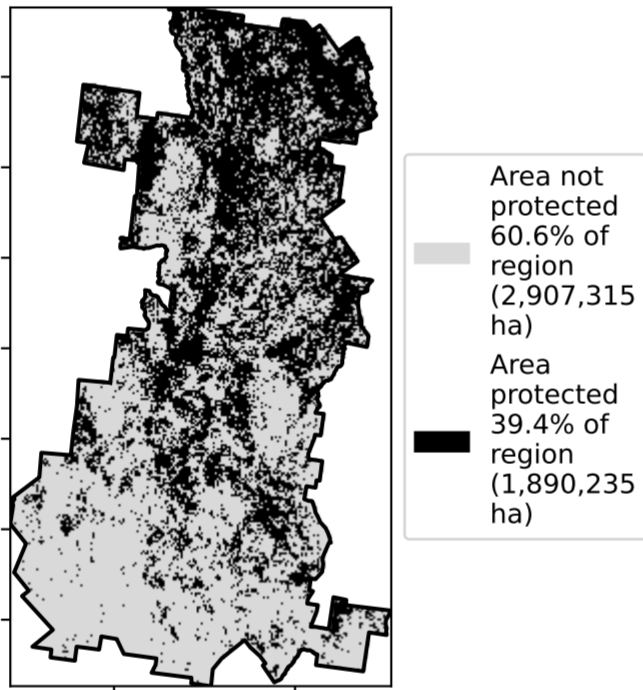 Area not
protected
60.6% of
region
(2,907,315
ha)
Area
protected
39.4% of
region
(1,890,235
ha)